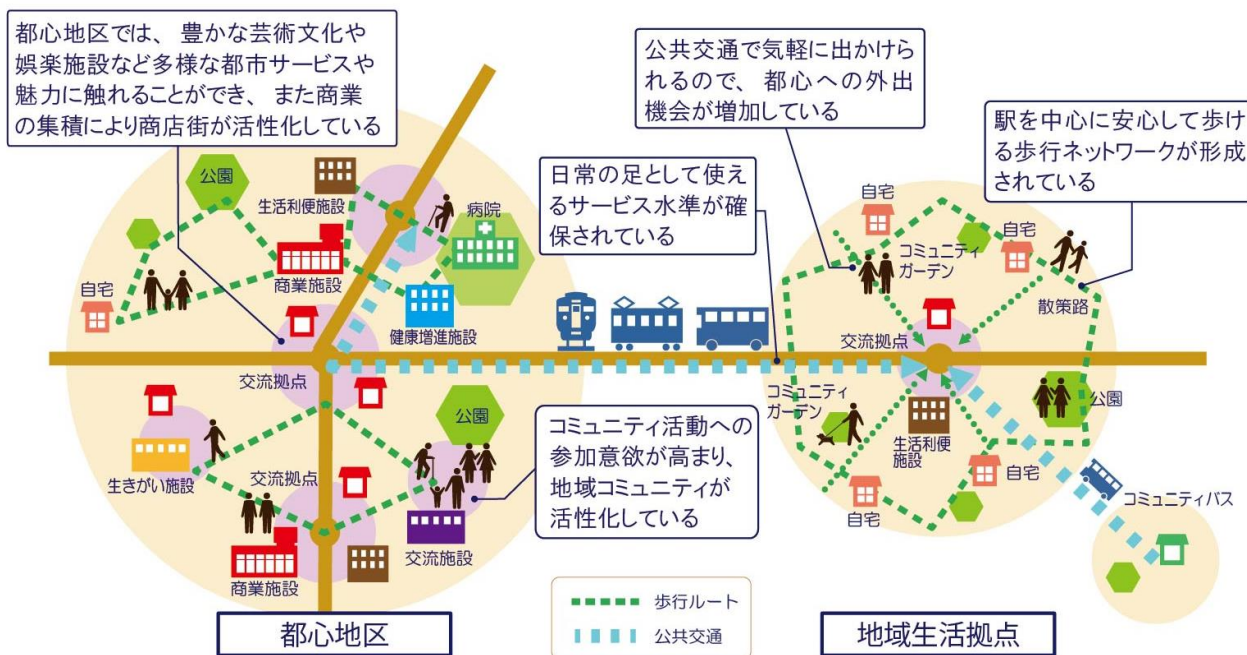 都心地区では、豊かな芸術文化や
娯楽施設など多様な都市サービスや
魅力に触れることができ、また商業
の集積により商店街が活性化している
公共交通で気軽に出かけら
れるので、都心への外出
機会が増加している
駅を中心に安心して歩け
る歩行ネットワークが形成
されている
日常の足として使え
るサービス水準が確
保されている
公園
生活利便施設
病院
商業施設
自宅
健康増進施設
交流拠点
公園
生きがい施設
交流拠点
商業施設
交流施設
コミュニティ活動への
参加意欲が高まり、
地域コミュニティが
活性化している
自宅
コミュニティ
ガーデン
自宅
散策路
交流拠点
コミュニティ
ガーデン
生活利便
施設
公園
自宅
自宅
コミュニティバス
歩行ルート
公共交通
都心地区
地域生活拠点